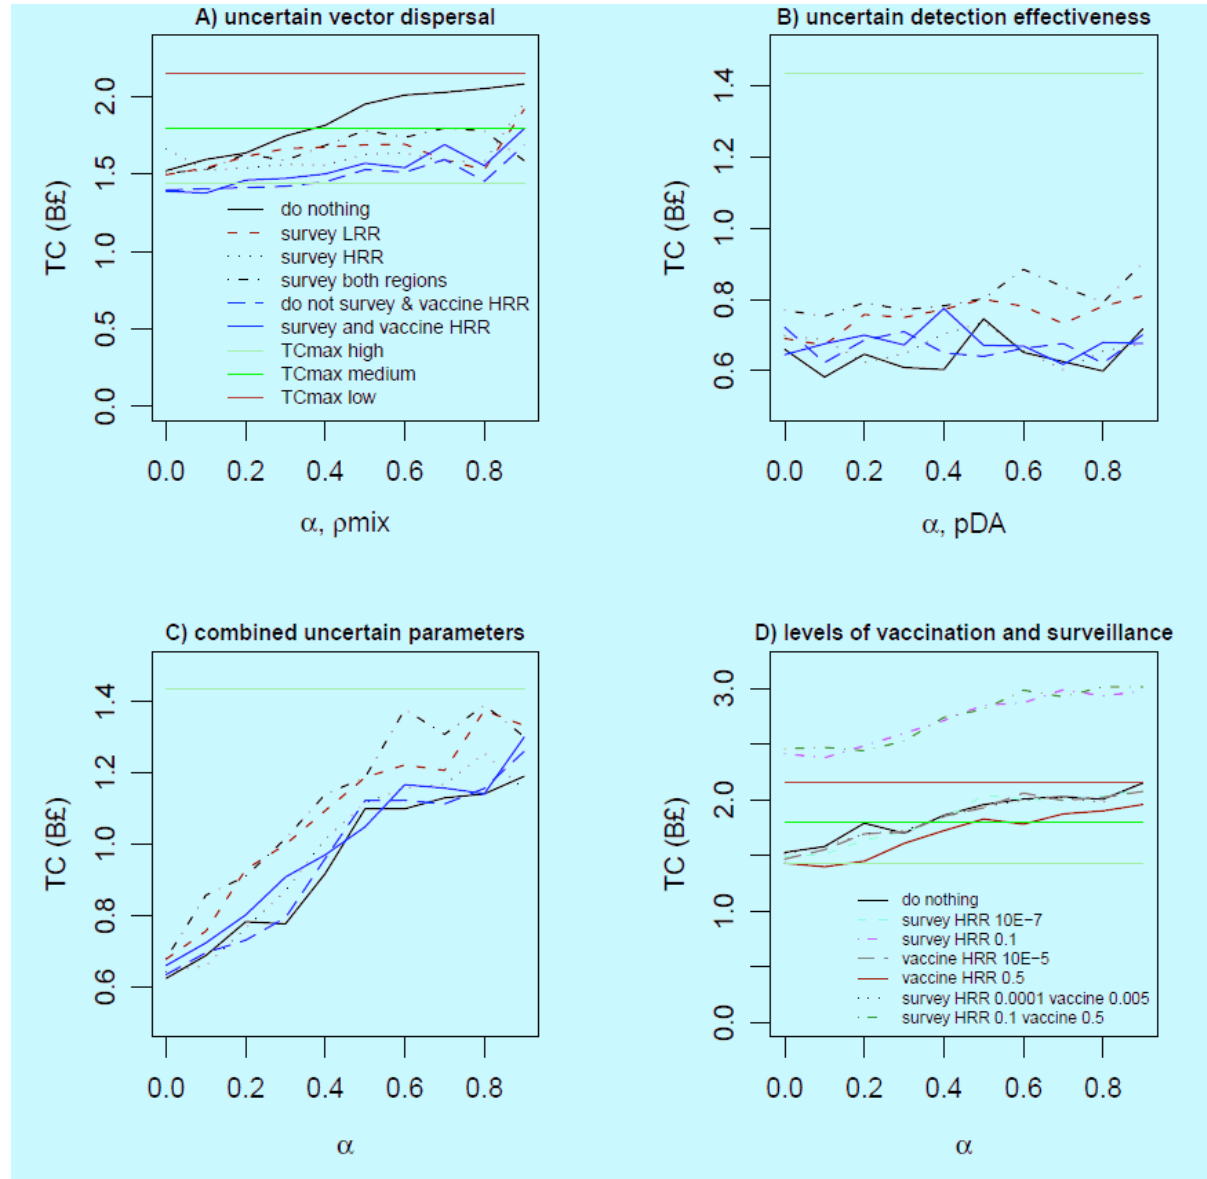 A) uncertain vector dispersal
TC (B£)
2.0
1.5
1.0
0.5
0.0
do nothing
survey LRR
survey HRR
survey both regions
do not survey & vaccine HRR
survey and vaccine HRR
TCmax high
TCmax medium
TCmax low
0.0 0.2 0.4 0.6 0.8
α, ρmix
B) uncertain detection effectiveness
TC (B£)
1.4
1.2
1.0
0.8
0.6
0.0 0.2 0.4 0.6 0.8
α, pDA
C) combined uncertain parameters
TC (B£)
1.4
1.2
1.0
0.8
0.6
0.0 0.2 0.4 0.6 0.8
α
D) levels of vaccination and surveillance
TC (B£)
3.0
2.0
1.0
0.0
do nothing
survey HRR 10E−7
survey HRR 0.1
vaccine HRR 10E−5
vaccine HRR 0.5
survey HRR 0.0001 vaccine 0.005
survey HRR 0.1 vaccine 0.5
0.0 0.2 0.4 0.6 0.8
α